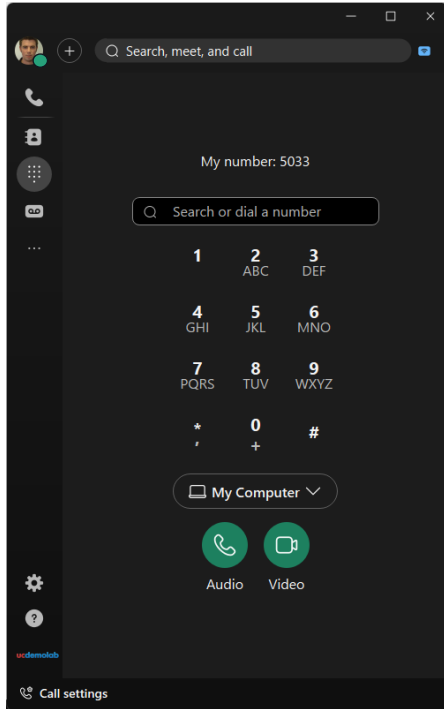 Search, meet, and call
My number: 5033
Search or dial a number
1 2 3
ABC DEF
4 5 6
GHI JKL MNO
7 8 9
PQRS TUV WXYZ
* 0 #
, +
My Computer
Audio Video
?
ucdemolab
Call settings